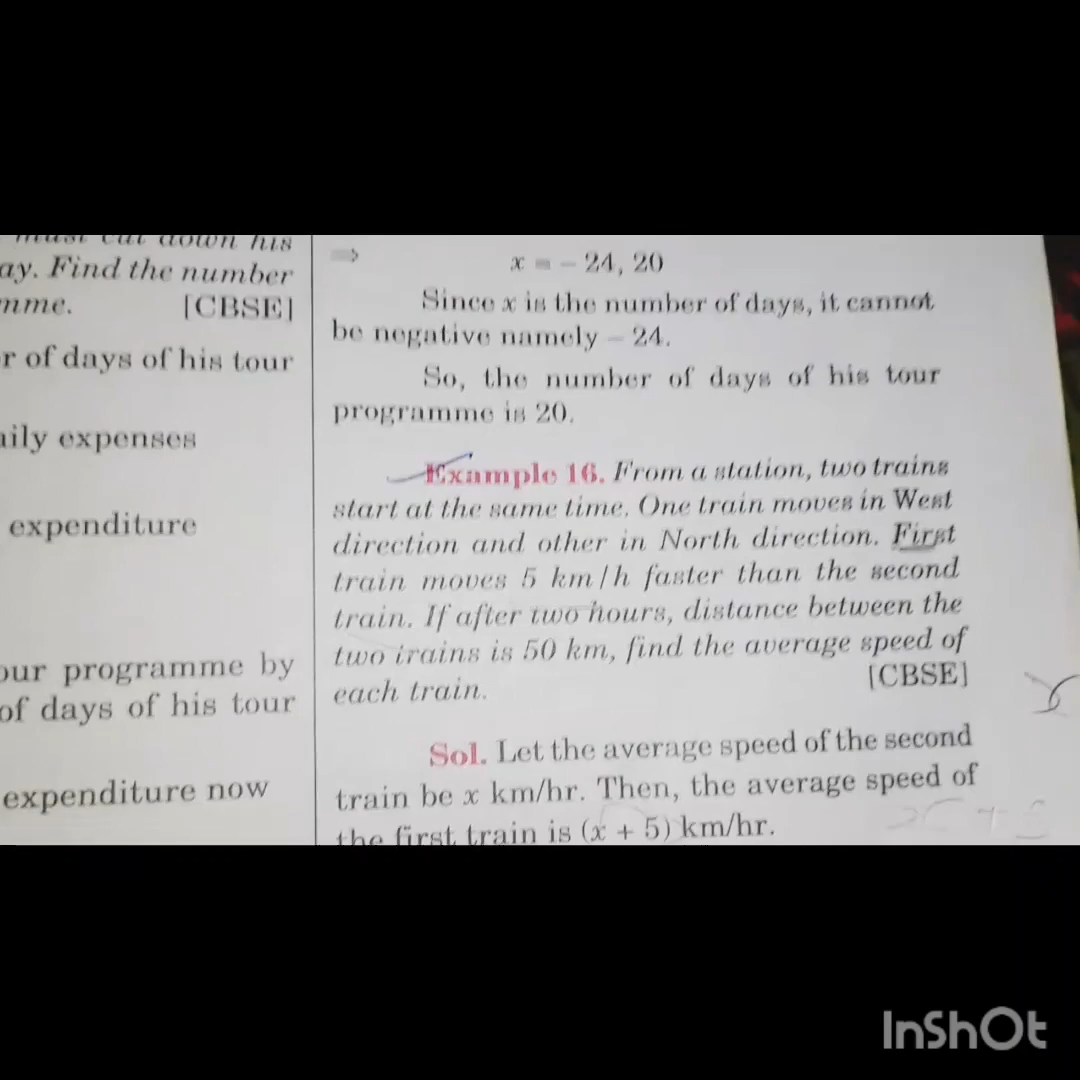 must cut down his
ay. Find the number
mme. [CBSE]
r of days of his tour
aily expenses
expenditure
our programme by
of days of his tour
expenditure now
⇒ x = – 24, 20
Since x is the number of days, it cannot
be negative namely – 24.
So, the number of days of his tour
programme is 20.
Example 16. From a station, two trains
start at the same time. One train moves in West
direction and other in North direction. First
train moves 5 km/h faster than the second
train. If after two hours, distance between the
two trains is 50 km, find the average speed of
each train. [CBSE]
Sol. Let the average speed of the second
train be x km/hr. Then, the average speed of
the first train is (x + 5) km/hr.
InShOt